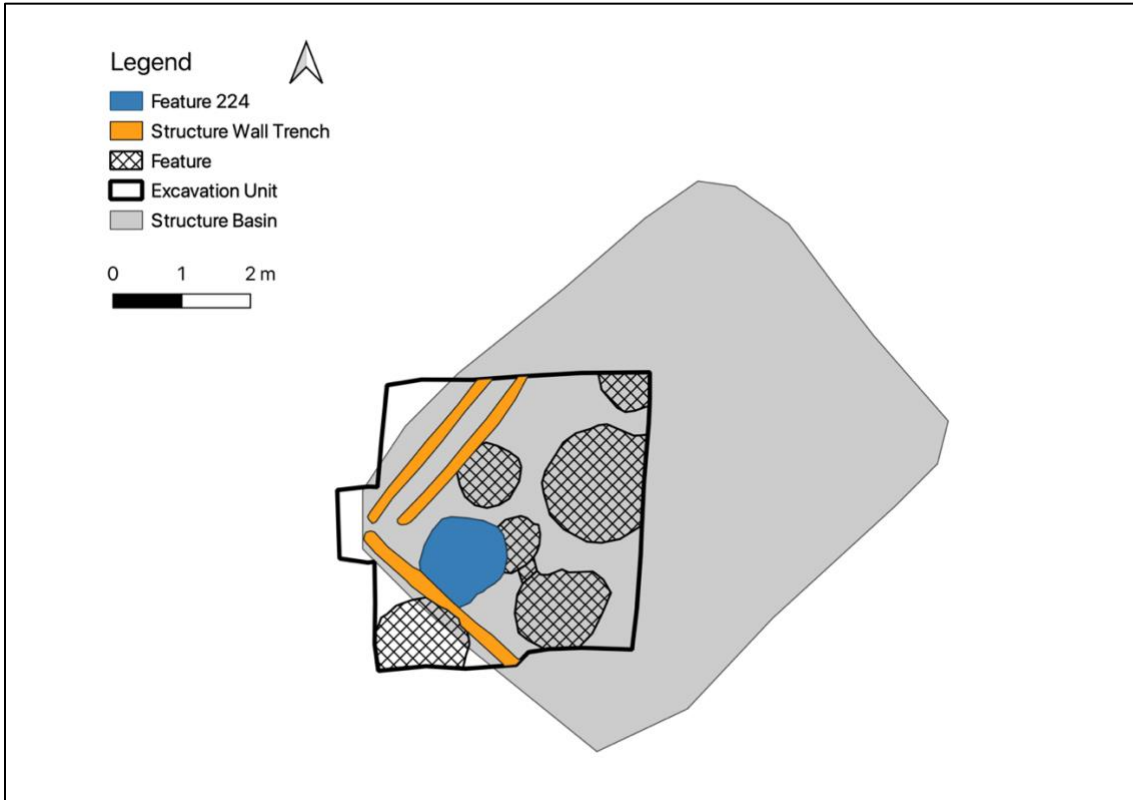 Legend
Feature 224
Structure Wall Trench
Feature
Excavation Unit
Structure Basin
0 1 2 m